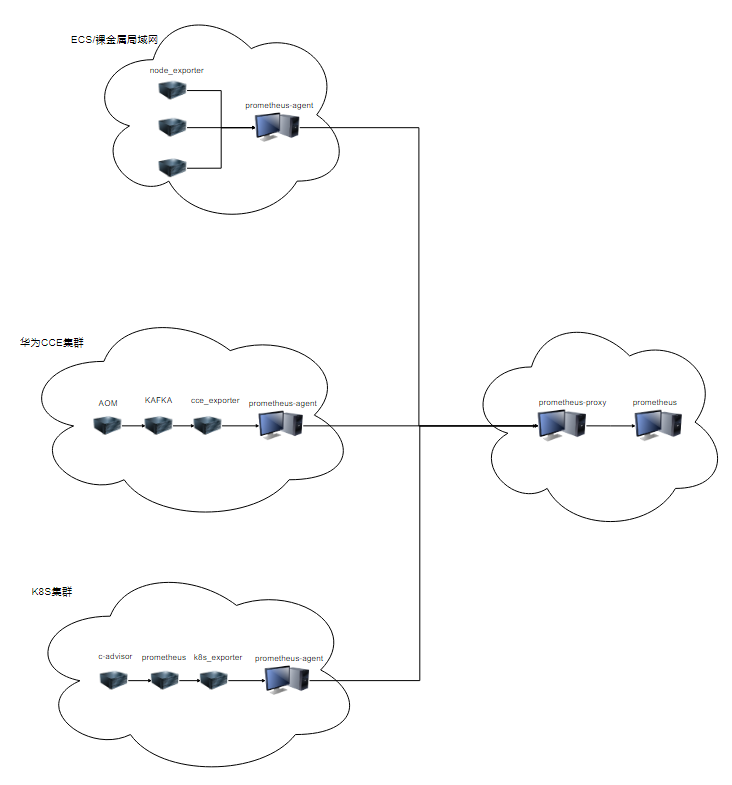 ECS/裸金属局域网
node_exporter
prometheus-agent
华为CCE集群
AOM
KAFKA
cce_exporter
prometheus-agent
prometheus-proxy
prometheus
K8S集群
c-advisor
prometheus
k8s_exporter
prometheus-agent